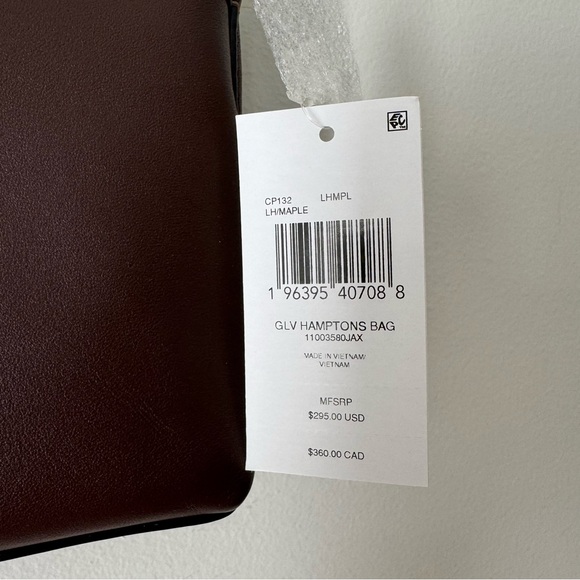 CP132 LHMPL
LH/MAPLE
1 96395 40708 8
GLV HAMPTONS BAG
11003580JAX
MADE IN VIETNAM/
VIETNAM
MFSRP
$295.00 USD
$360.00 CAD